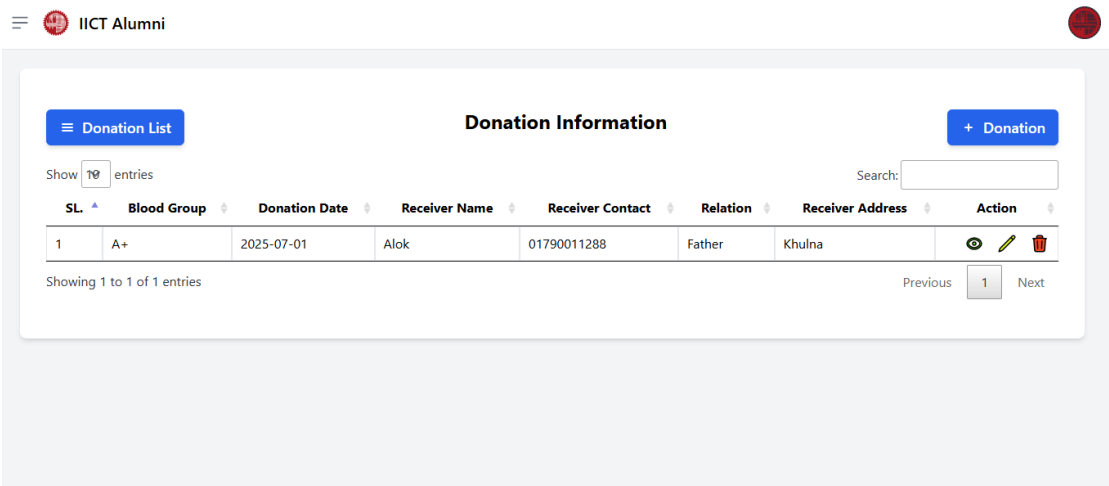 IICT Alumni
Donation List
Donation Information
+ Donation
Show 10 entries
Search:
SL. Blood Group Donation Date Receiver Name Receiver Contact Relation Receiver Address Action
1 A+ 2025-07-01 Alok 01790011288 Father Khulna
Showing 1 to 1 of 1 entries
Previous 1 Next